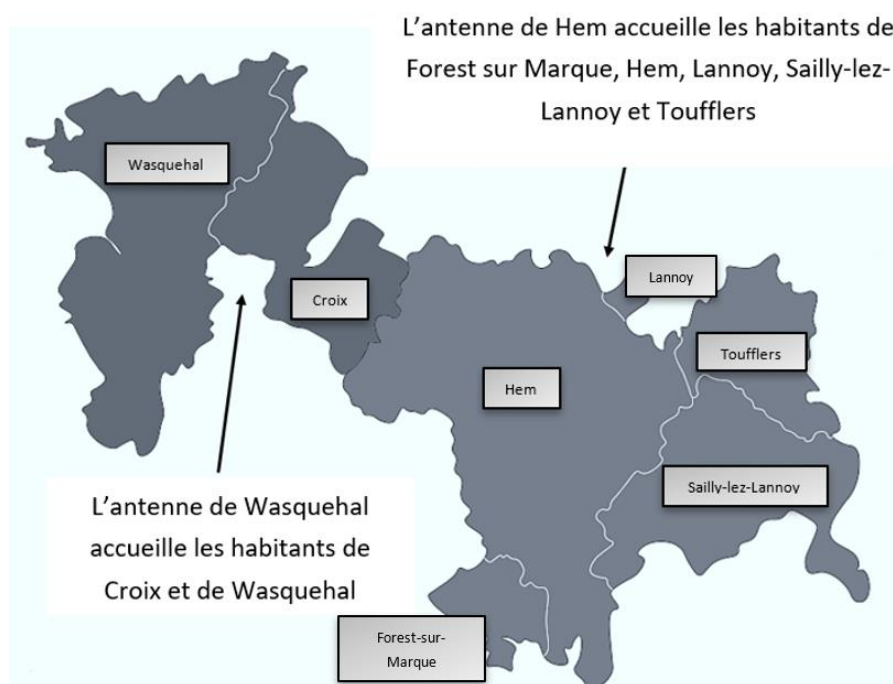 L’antenne de Hem accueille les habitants de
Forest sur Marque, Hem, Lannoy, Sailly-lez-
Lannoy et Toufflers
Wasquehal
Lannoy
Croix
Toufflers
Hem
Sailly-lez-Lannoy
L’antenne de Wasquehal
accueille les habitants de
Croix et de Wasquehal
Forest-sur-
Marque